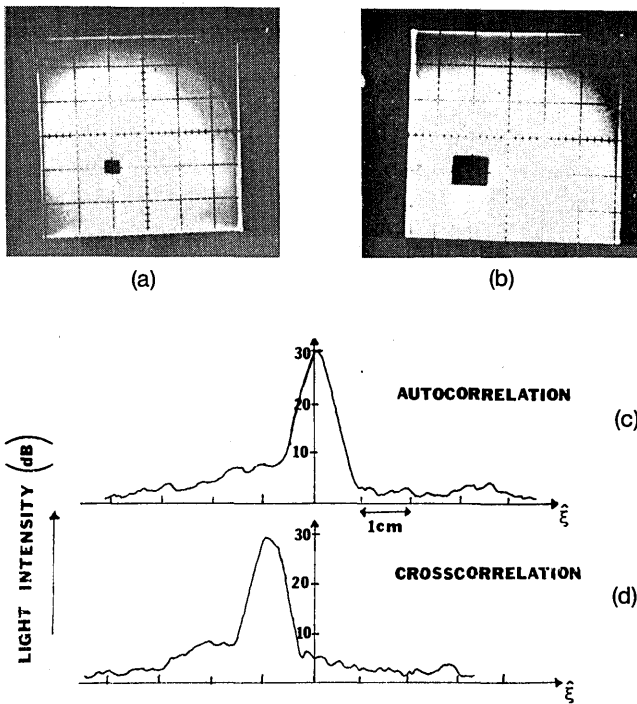 (a)
(b)
LIGHT INTENSITY (dB)
30
20
10
AUTOCORRELATION
(c)
1cm
ξ̂
30
20
10
CROSSCORRELATION
(d)
ξ̂